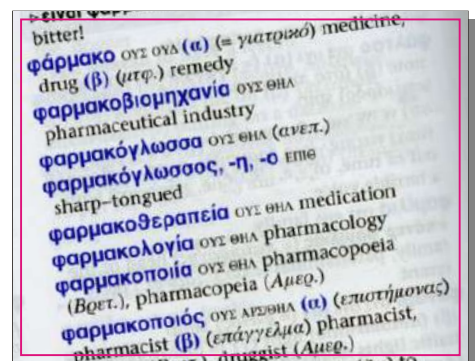 είναι φαρμ
bitter!
φάρμακο ΟΥΣ ΟΥΔ (α) (= γιατρικό) medicine,
drug (β) (μτφ.) remedy
φαρμακοβιομηχανία ΟΥΣ ΘΗΛ
pharmaceutical industry
φαρμακόγλωσσα ΟΥΣ ΘΗΛ (ανεπ.)
φαρμακόγλωσσος, -η, -ο ΕΠΙΘ
sharp-tongued
φαρμακοθεραπεία ΟΥΣ ΘΗΛ medication
φαρμακολογία ΟΥΣ ΘΗΛ pharmacology
φαρμακοποιία ΟΥΣ ΘΗΛ pharmacopoeia
(Βρετ.), pharmacopeia (Αμερ.)
φαρμακοποιός ΟΥΣ ΑΡΣΘΗΛ (α) (επιστήμονας)
pharmacist (β) (επάγγελμα) pharmacist,
druggist (Αμερ.)